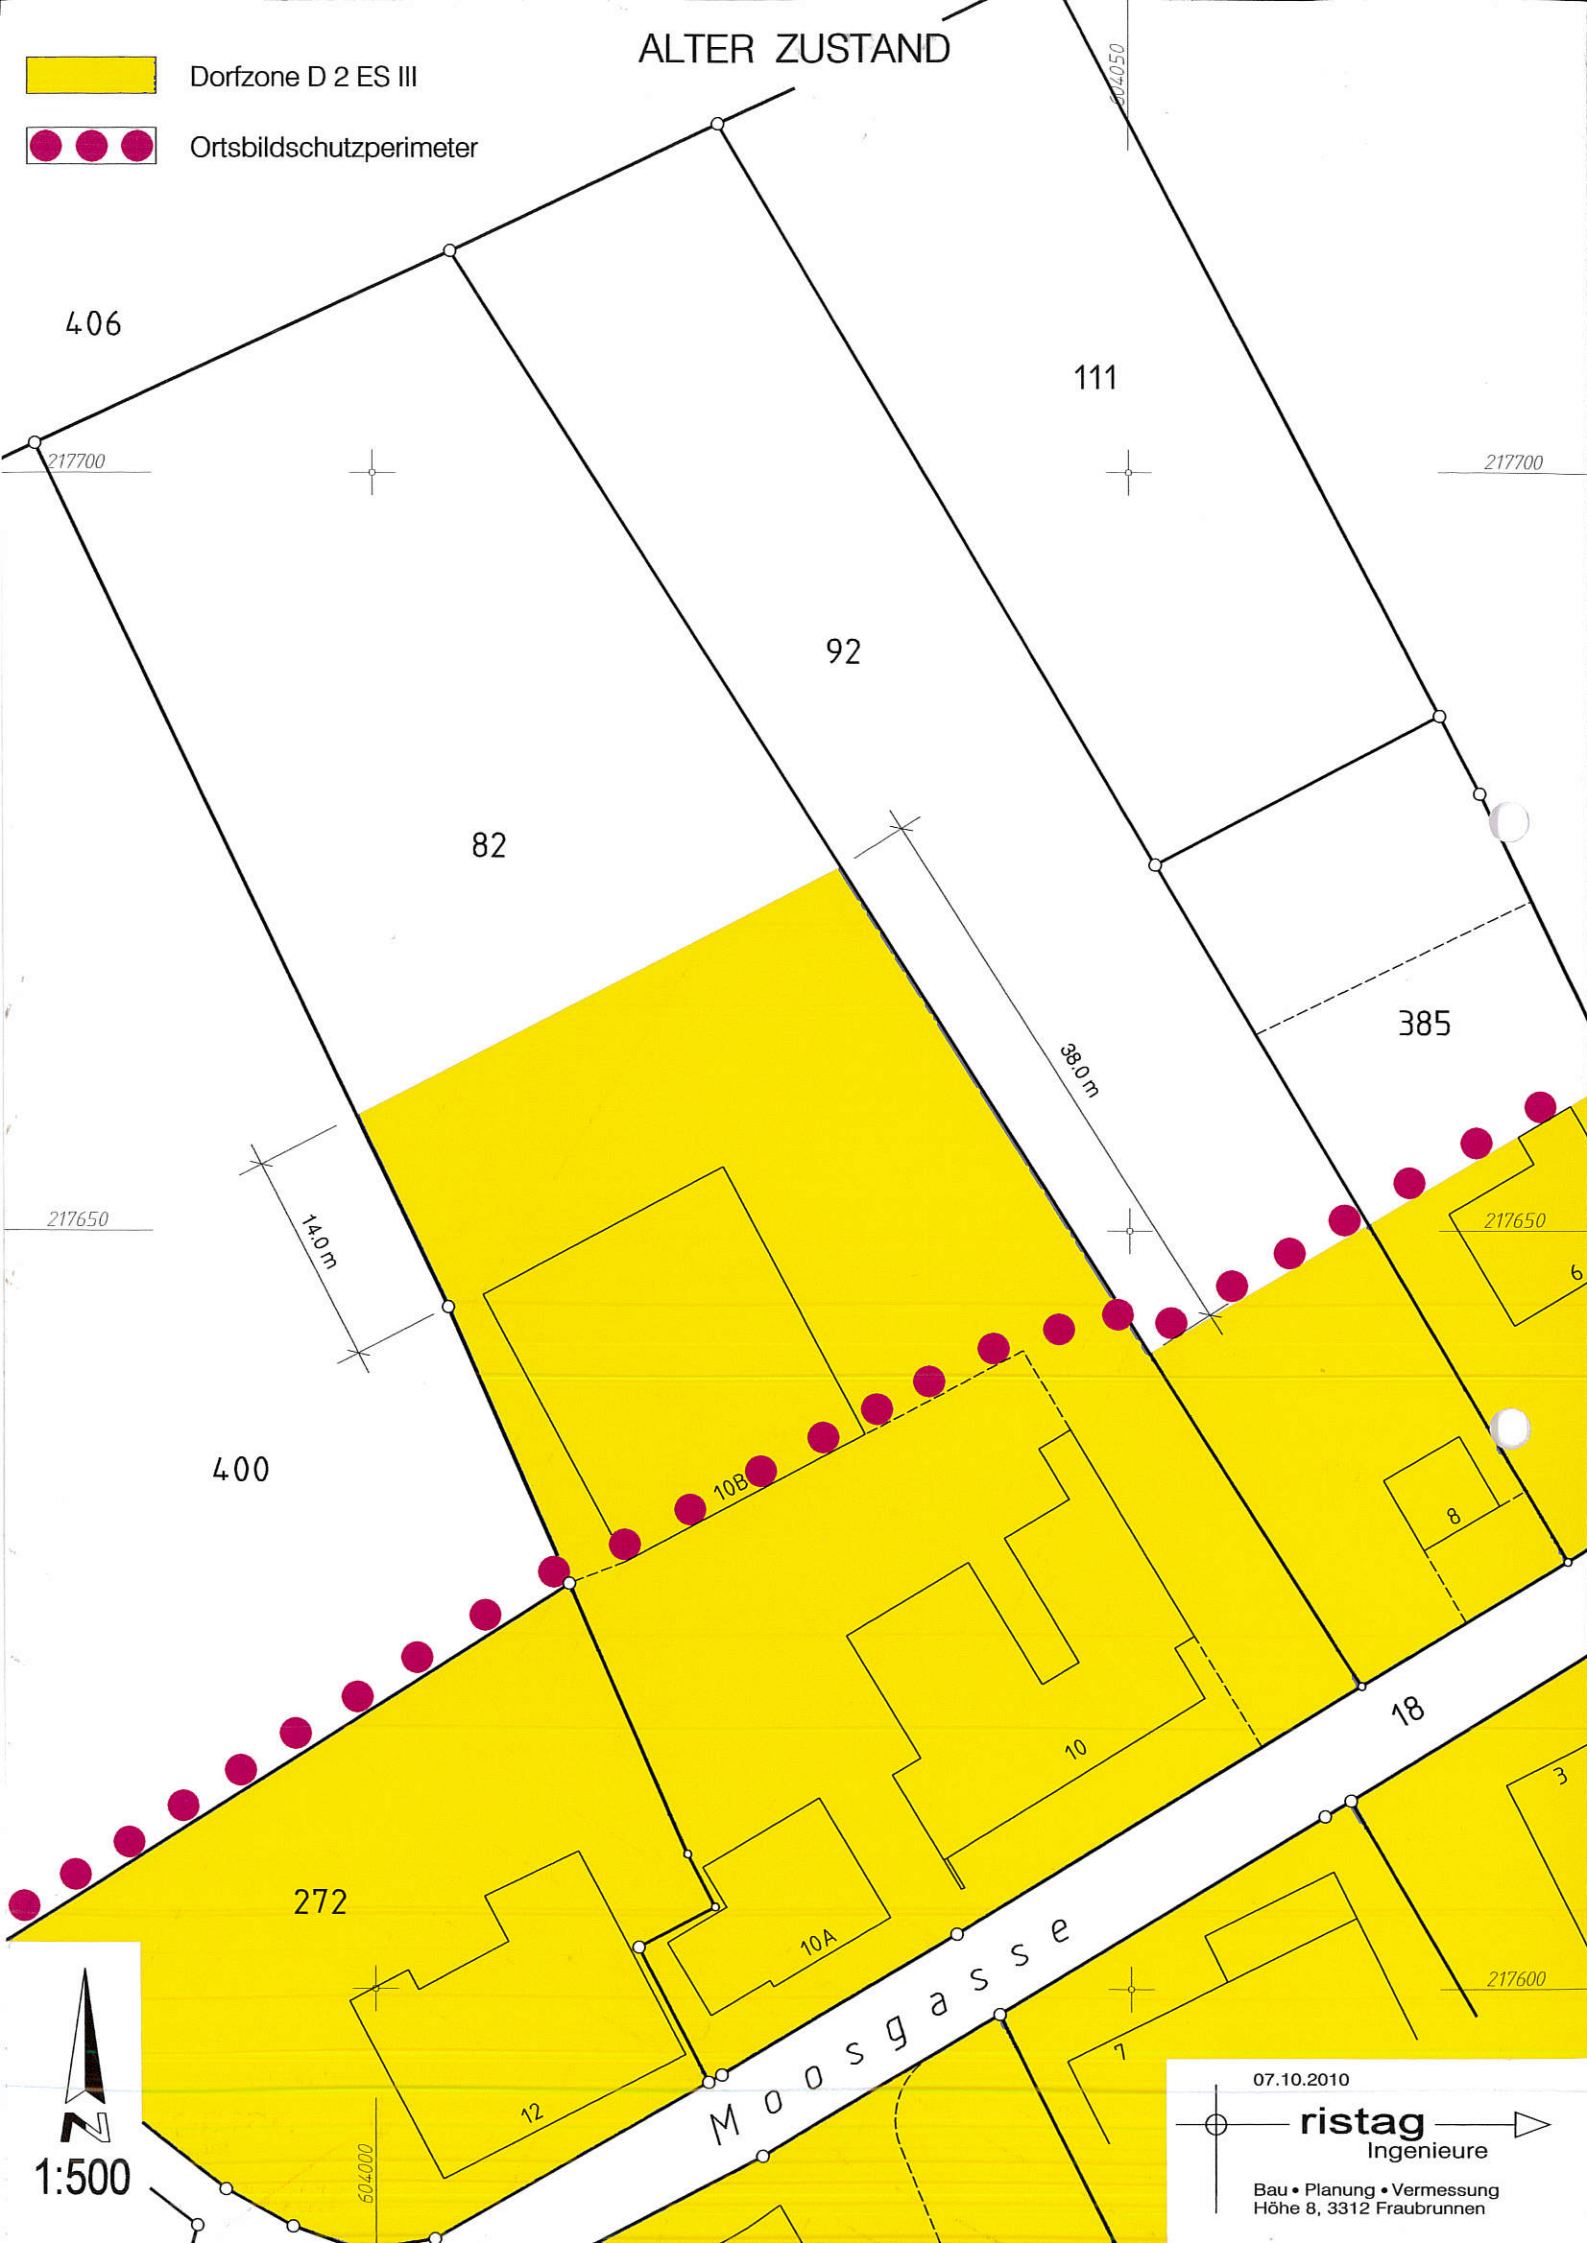 ALTER ZUSTAND
Dorfzone D 2 ES III
Ortsbildschutzperimeter
604050
406
111
217700
217700
92
82
385
38.0 m
14.0 m
217650
217650
6
400
10B
8
18
10
3
272
10A
217600
Moosgasse
7
12
604000
N
1:500
07.10.2010
ristag
Ingenieure
Bau • Planung • Vermessung
Höhe 8, 3312 Fraubrunnen